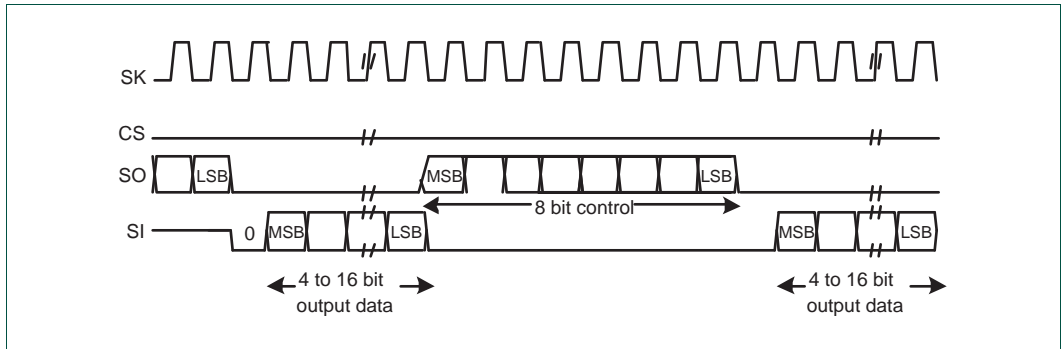 SK
CS
SO LSB MSB LSB
8 bit control
SI 0 MSB LSB MSB LSB
4 to 16 bit
output data
4 to 16 bit
output data